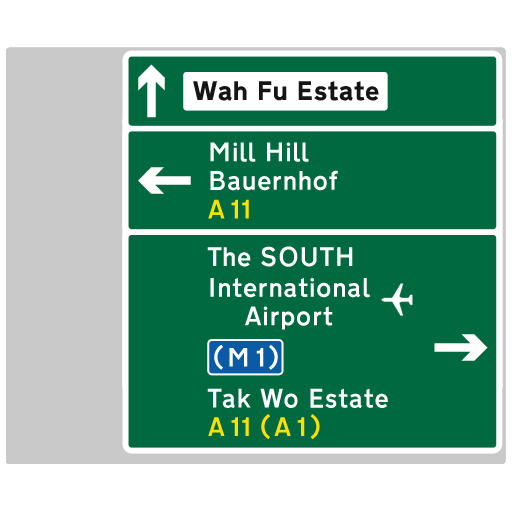 Wah Fu Estate
Mill Hill
Bauernhof
A 11
The SOUTH
International
Airport
(M 1)
Tak Wo Estate
A 11 (A 1)